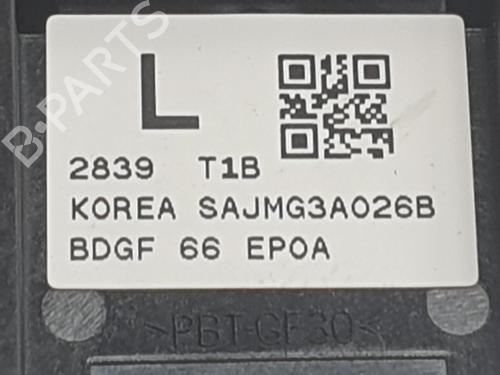 L
2839 T1B
KOREA SAJMG3A026B
BDGF 66 EP0A
>PBT-GF30<
B-PARTS